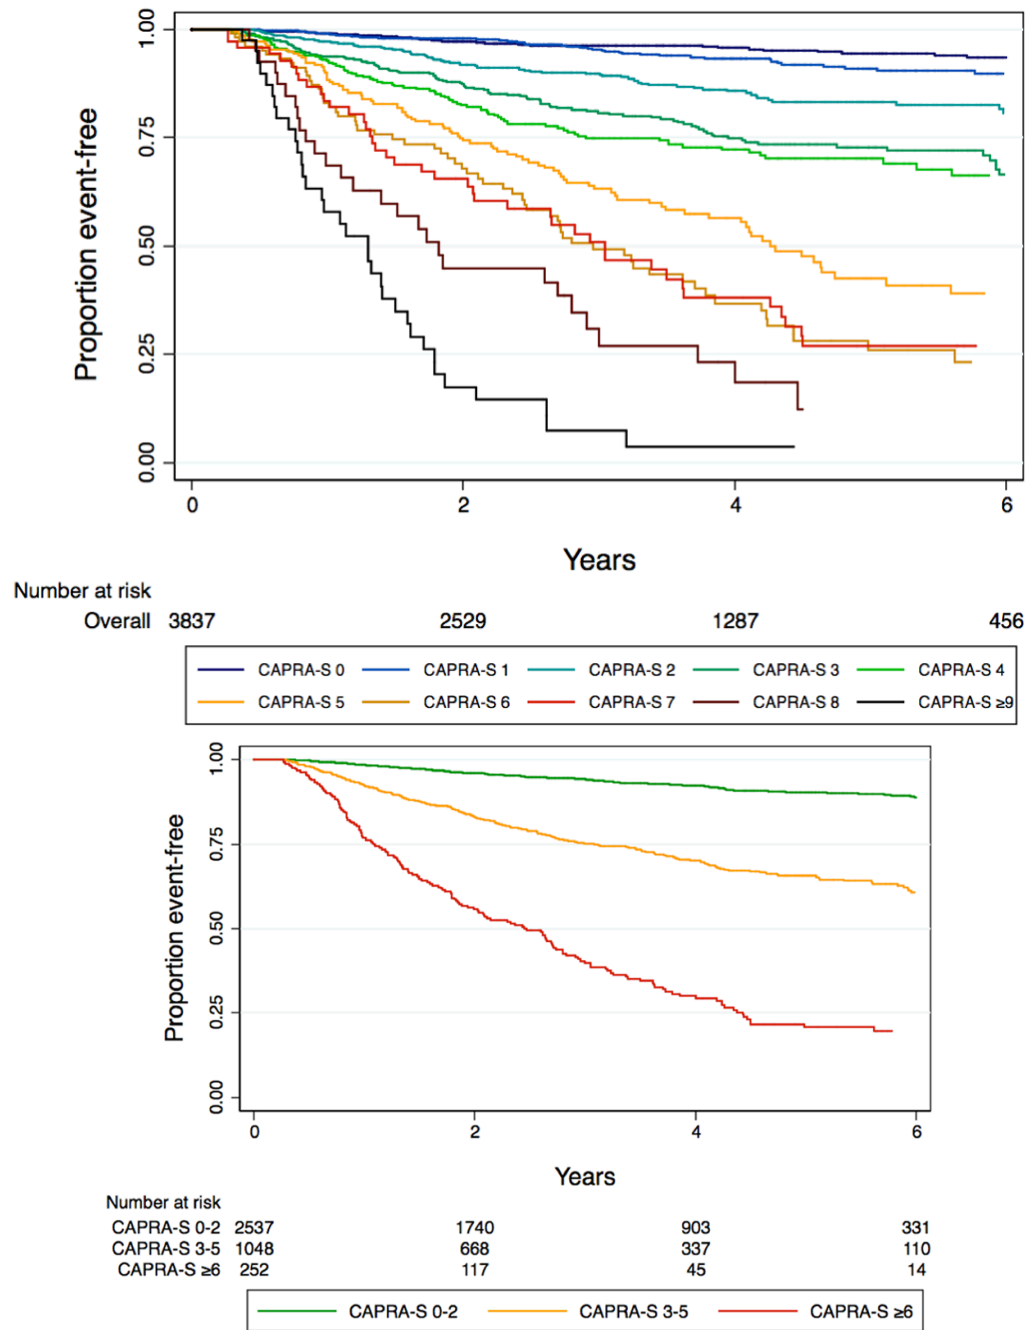 1.00
0.75
0.50
0.25
0.00
Proportion event-free
0 2 4 6
Years
Number at risk
Overall 3837 2529 1287 456
CAPRA-S 0 CAPRA-S 1 CAPRA-S 2 CAPRA-S 3 CAPRA-S 4
CAPRA-S 5 CAPRA-S 6 CAPRA-S 7 CAPRA-S 8 CAPRA-S ≥9
1.00
0.75
0.50
0.25
0.00
Proportion event-free
0 2 4 6
Years
Number at risk
CAPRA-S 0-2 2537 1740 903 331
CAPRA-S 3-5 1048 668 337 110
CAPRA-S ≥6 252 117 45 14
CAPRA-S 0-2 CAPRA-S 3-5 CAPRA-S ≥6